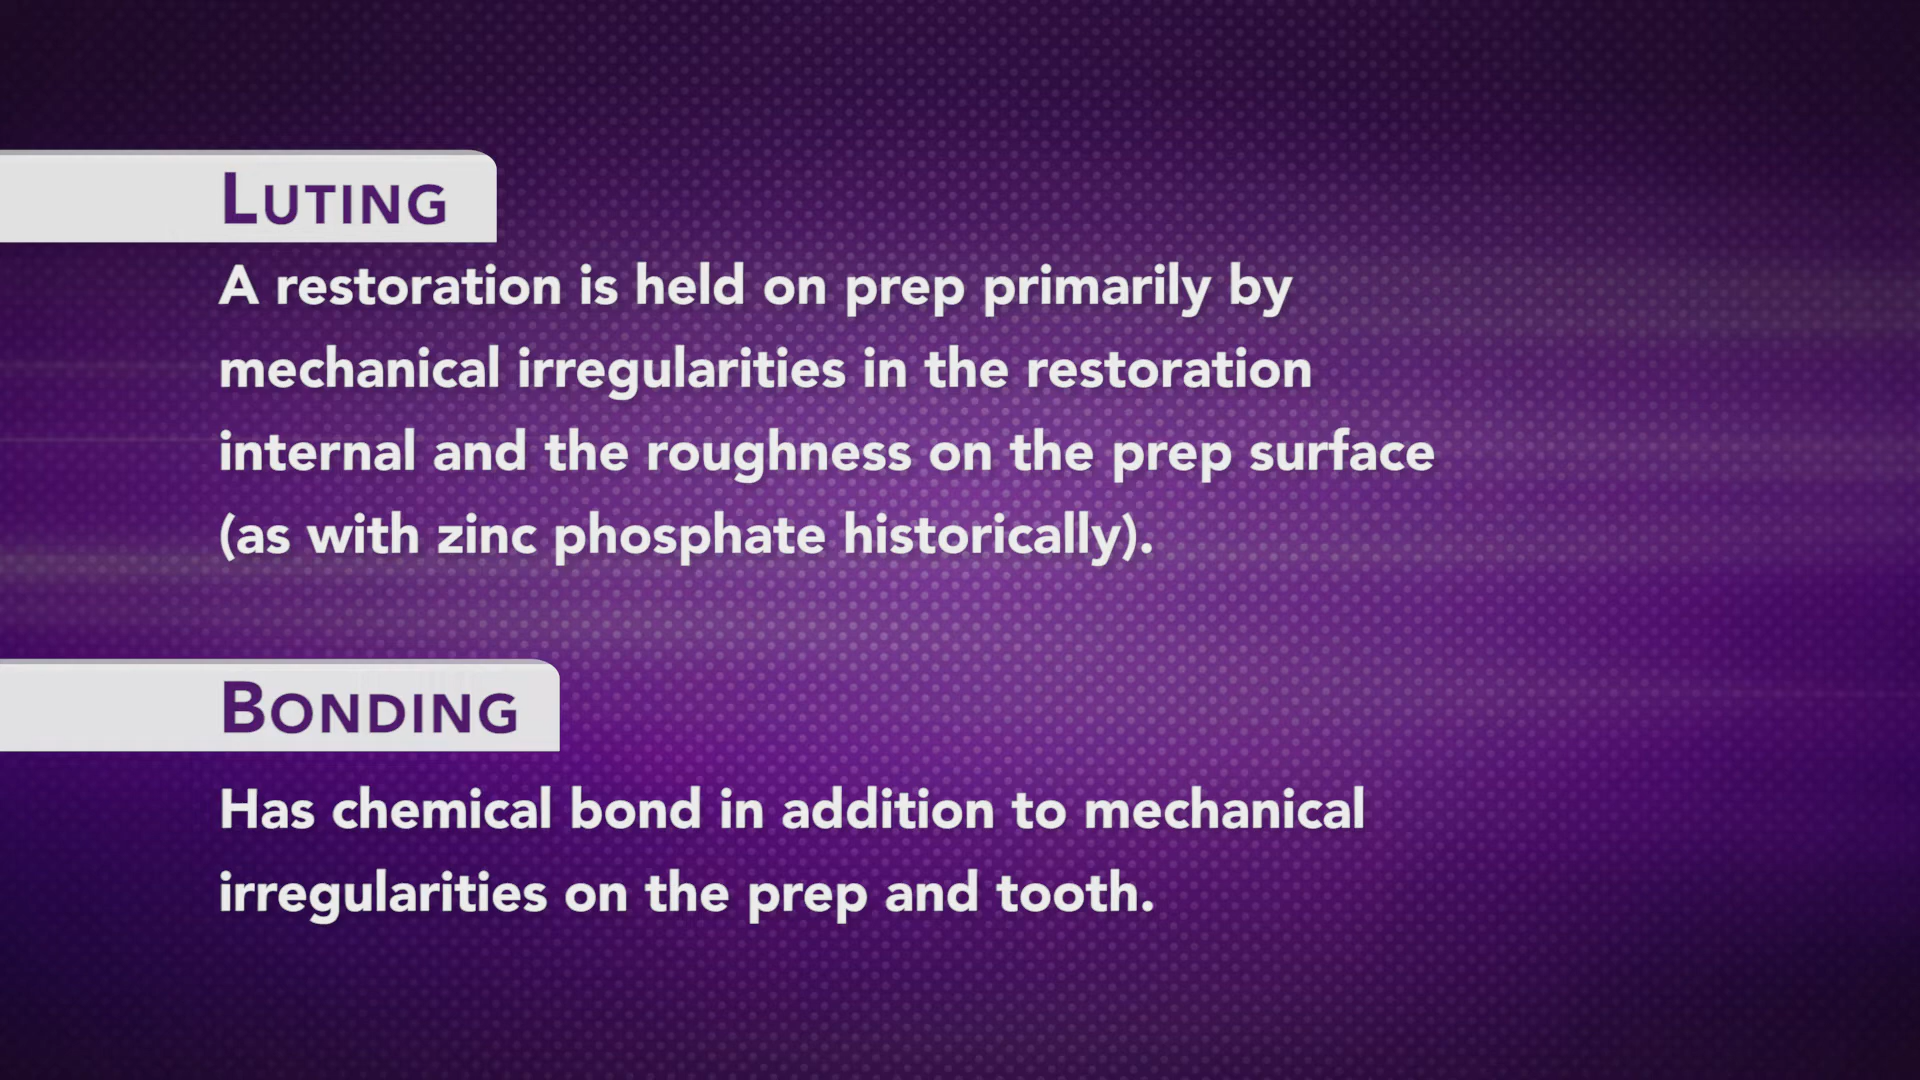 LUTING
A restoration is held on prep primarily by
mechanical irregularities in the restoration
internal and the roughness on the prep surface
(as with zinc phosphate historically).
BONDING
Has chemical bond in addition to mechanical
irregularities on the prep and tooth.